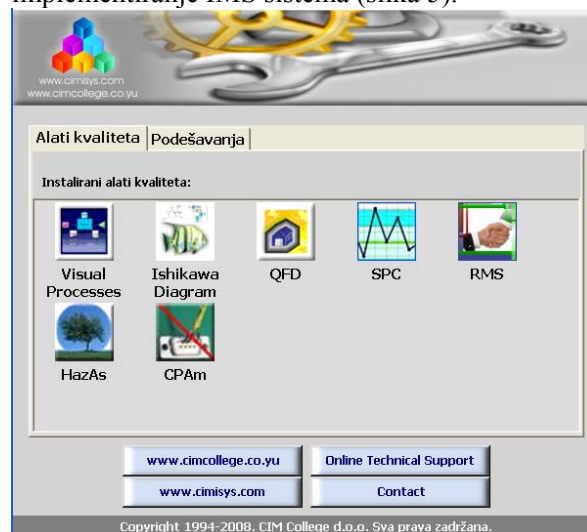 implementiranje IMS sistema (slika 3).
www.cimisys.com
www.cimcollege.co.yu
Alati kvaliteta
Podešavanja
Instalirani alati kvaliteta:
Visual
Processes
Ishikawa
Diagram
QFD
SPC
RMS
HazAs
CPAm
www.cimcollege.co.yu
Online Technical Support
www.cimisys.com
Contact
Copyright 1994-2008. CIM College d.o.o. Sva prava zadržana.